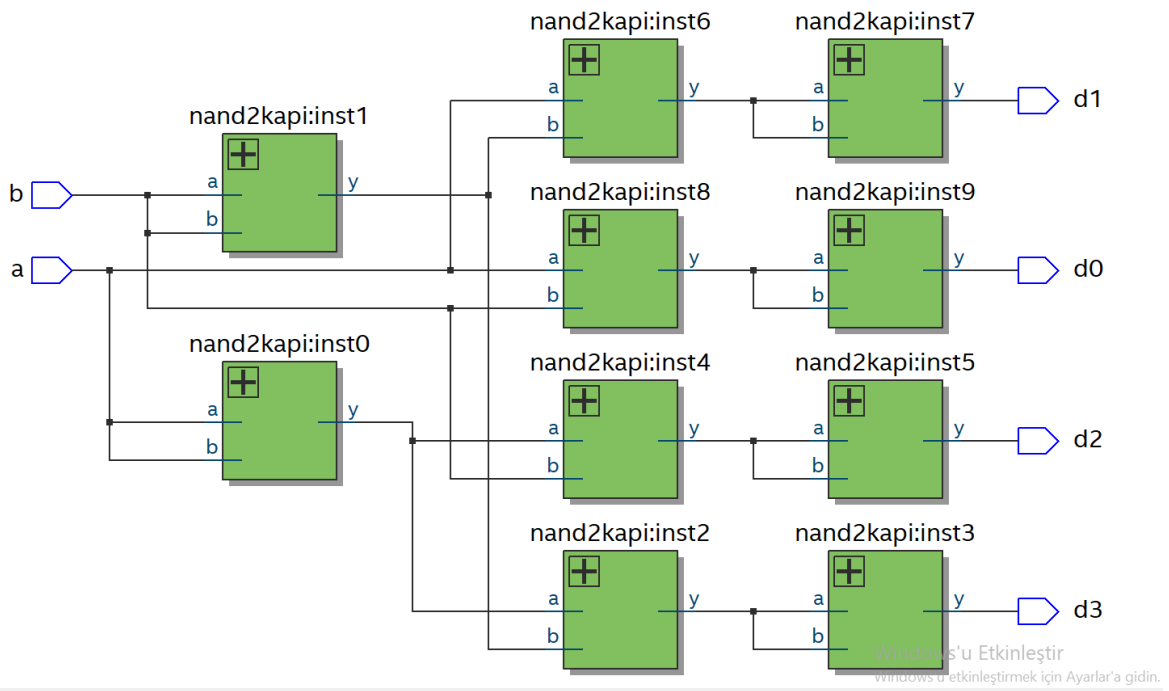 nand2kapi:inst6
nand2kapi:inst7
a
b
y
a
b
y
d1
nand2kapi:inst1
b
a
b
y
nand2kapi:inst8
nand2kapi:inst9
a
a
b
y
a
b
y
d0
nand2kapi:inst0
a
b
y
nand2kapi:inst4
nand2kapi:inst5
a
b
y
a
b
y
d2
nand2kapi:inst2
nand2kapi:inst3
a
b
y
a
b
y
d3
Windows'u Etkinleştir
Windows'u etkinleştirmek için Ayarlar'a gidin.